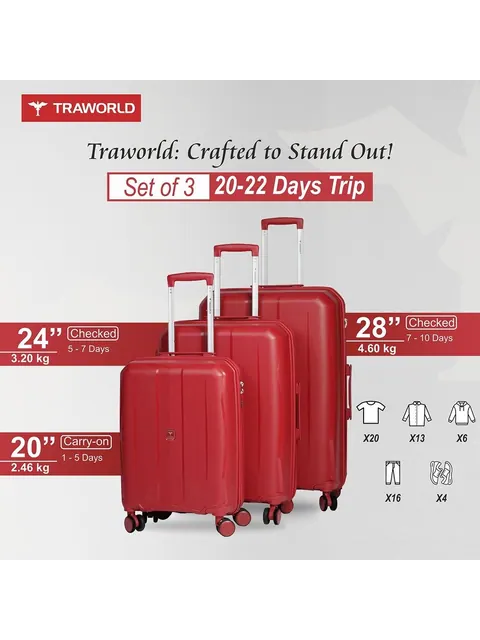 TRAWORLD
Traworld: Crafted to Stand Out!
Set of 3 20-22 Days Trip
24” Checked
3.20 kg 5 - 7 Days
28” Checked
4.60 kg 7 - 10 Days
20” Carry-on
2.46 kg 1 - 5 Days
X20 X13 X6
X16 X4